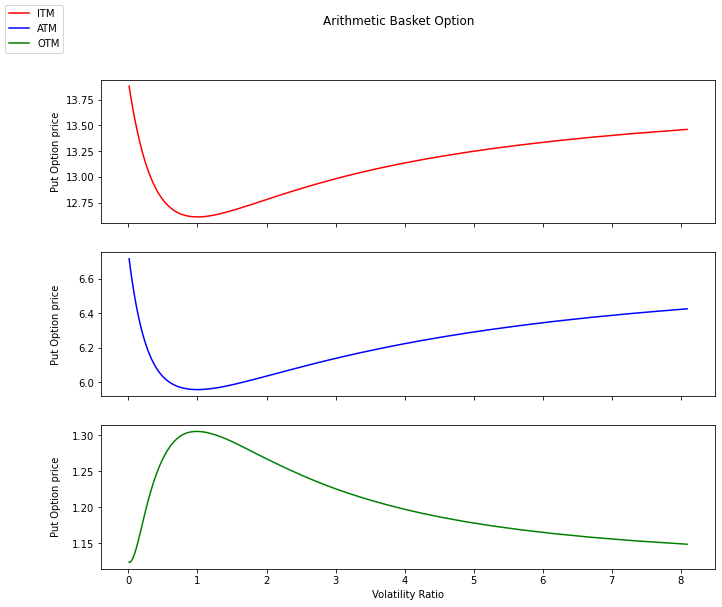 ITM
ATM
OTM
Arithmetic Basket Option
Put Option price
13.75
13.50
13.25
13.00
12.75
Put Option price
6.6
6.4
6.2
6.0
Put Option price
1.30
1.25
1.20
1.15
0 1 2 3 4 5 6 7 8
Volatility Ratio